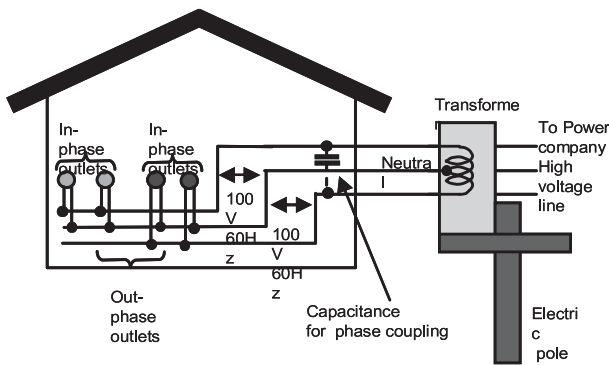 In-
phase
outlets
In-
phase
outlets
100
V
60H
z
100
V
60H
z
Out-
phase
outlets
Neutra
l
Capacitance
for phase coupling
Transforme
r
To Power
company
High
voltage
line
Electri
c
pole